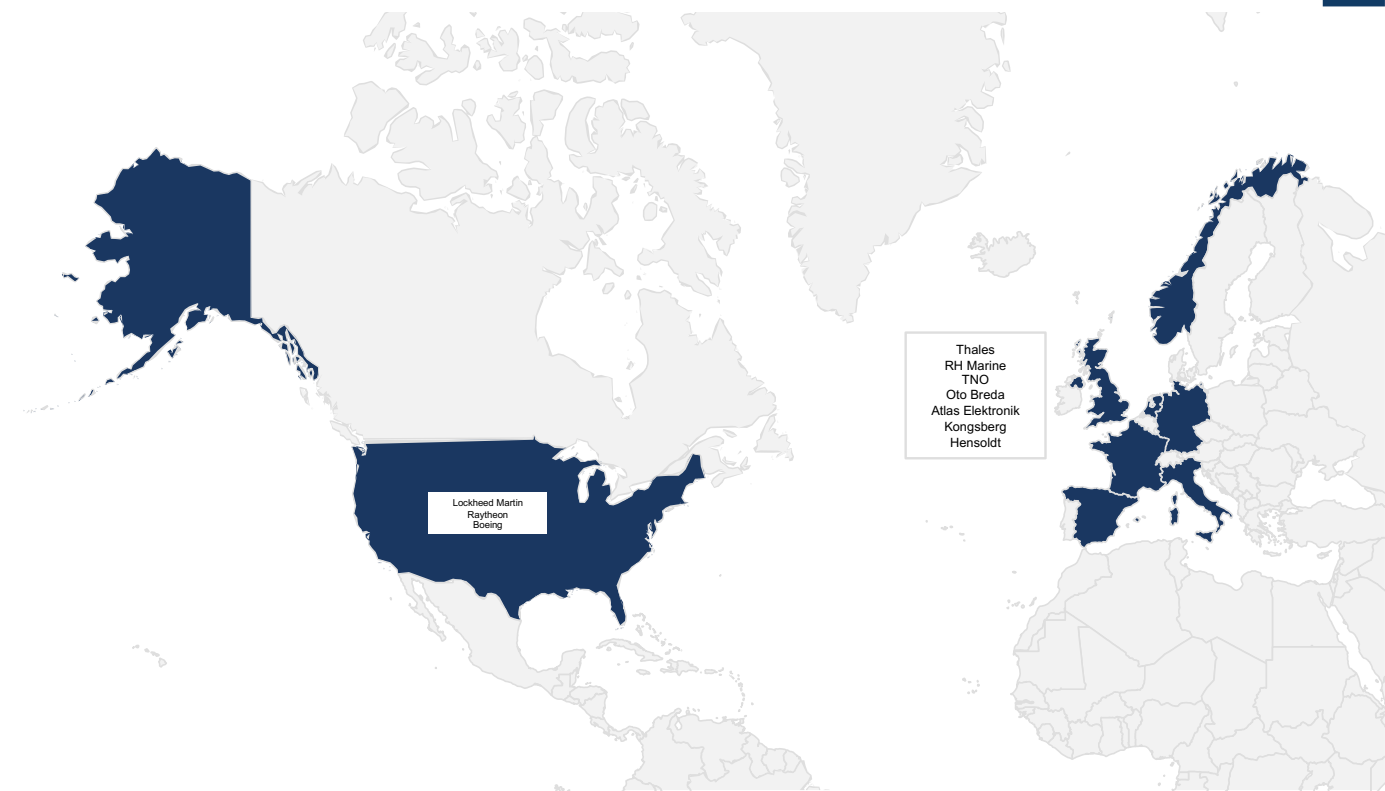 Thales
RH Marine
TNO
Oto Breda
Atlas Elektronik
Kongsberg
Hensoldt
Lockheed Martin
Raytheon
Boeing